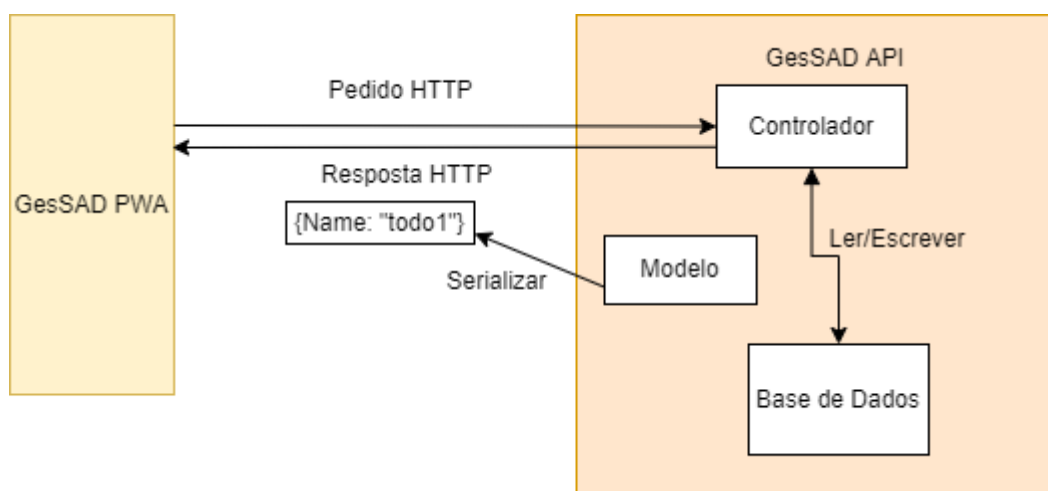 GesSAD API
Pedido HTTP
Controlador
Resposta HTTP
GesSAD PWA
{Name: "todo1"}
Ler/Escrever
Modelo
Serializar
Base de Dados